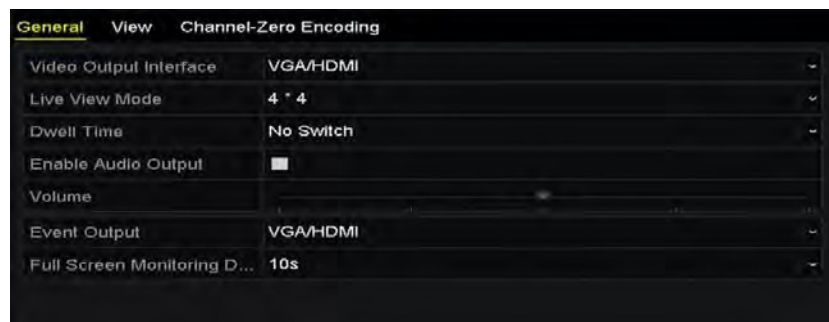 General View Channel-Zero Encoding
Video Output Interface VGA/HDMI
Live View Mode 4 * 4
Dwell Time No Switch
Enable Audio Output
Volume
Event Output VGA/HDMI
Full Screen Monitoring D... 10s